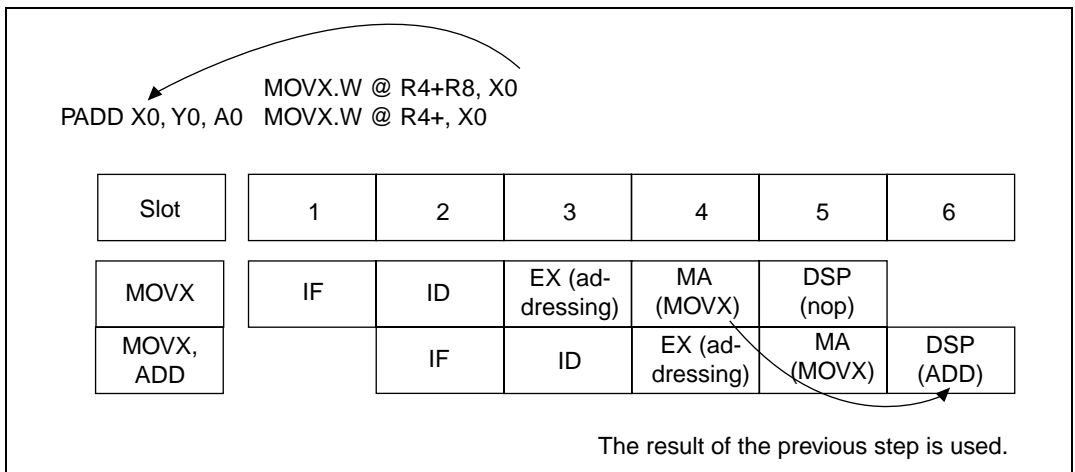 MOVX.W @ R4+R8, X0
PADD X0, Y0, A0 MOVX.W @ R4+, X0
Slot 1 2 3 4 5 6
MOVX IF ID EX (ad-
dressing) MA
(MOVX) DSP
(nop)
MOVX,
ADD IF ID EX (ad-
dressing) MA
(MOVX) DSP
(ADD)
The result of the previous step is used.